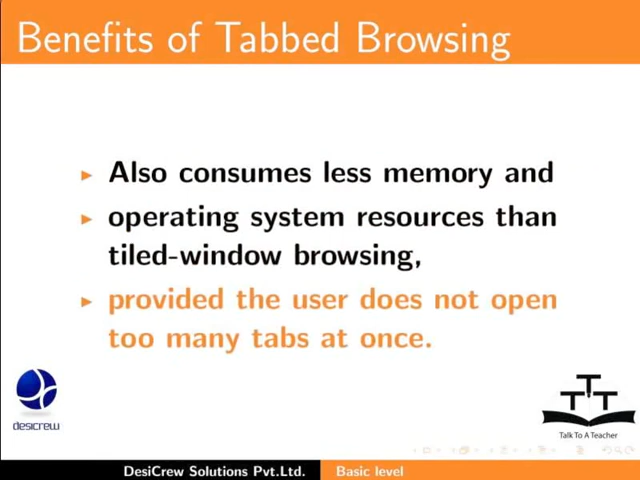 Benefits of Tabbed Browsing
Also consumes less memory and
operating system resources than
tiled-window browsing,
provided the user does not open
too many tabs at once.
desicrew
TTT
Talk To A Teacher
DesiCrew Solutions Pvt.Ltd.
Basic level